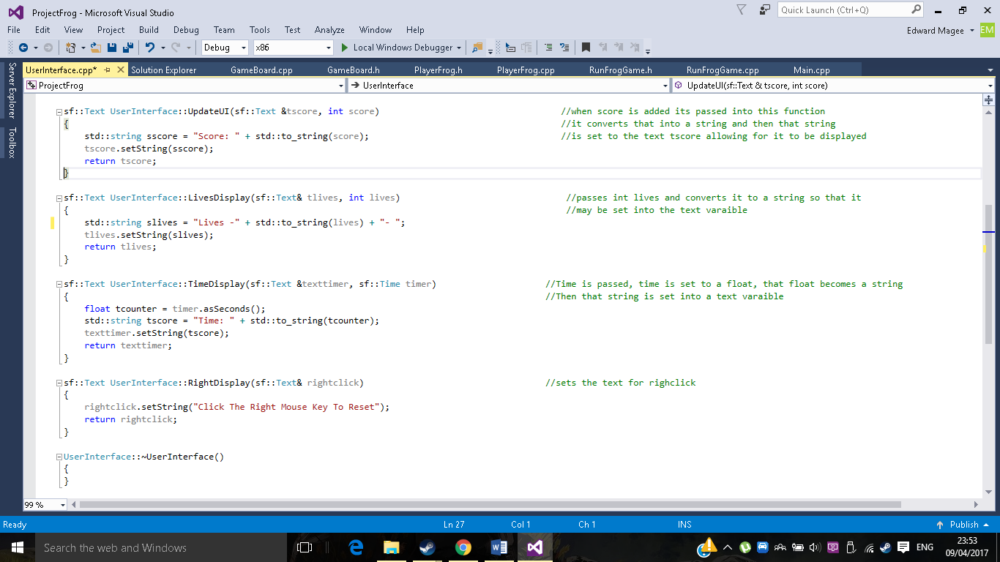 ProjectFrog - Microsoft Visual Studio
Quick Launch (Ctrl+Q)
File Edit View Project Build Debug Team Tools Test Analyze Window Help
Edward Magee EM
Debug x86 Local Windows Debugger
Server Explorer
Toolbox
UserInterface.cpp* Solution Explorer GameBoard.cpp GameBoard.h PlayerFrog.h PlayerFrog.cpp RunFrogGame.h RunFrogGame.cpp Main.cpp
ProjectFrog UserInterface UpdateUI(sf::Text & tscore, int score)
sf::Text UserInterface::UpdateUI(sf::Text &tscore, int score) //when score is added its passed into this function
{ //it converts that into a string and then that string
std::string sscore = "Score: " + std::to_string(score); //is set to the text tscore allowing for it to be displayed
tscore.setString(sscore);
return tscore;
}
sf::Text UserInterface::LivesDisplay(sf::Text& tlives, int lives) //passes int lives and converts it to a string so that it
{ //may be set into the text varaible
std::string slives = "Lives -" + std::to_string(lives) + "- ";
tlives.setString(slives);
return tlives;
}
sf::Text UserInterface::TimeDisplay(sf::Text &texttimer, sf::Time timer) //Time is passed, time is set to a float, that float becomes a string
{ //Then that string is set into a text varaible
float tcounter = timer.asSeconds();
std::string tscore = "Time: " + std::to_string(tcounter);
texttimer.setString(tscore);
return texttimer;
}
sf::Text UserInterface::RightDisplay(sf::Text& rightclick) //sets the text for righclick
{
rightclick.setString("Click The Right Mouse Key To Reset");
return rightclick;
}
UserInterface::~UserInterface()
{
}
99 %
Ready Ln 27 Col 1 Ch 1 INS Publish
Search the web and Windows
ENG
23:53
09/04/2017